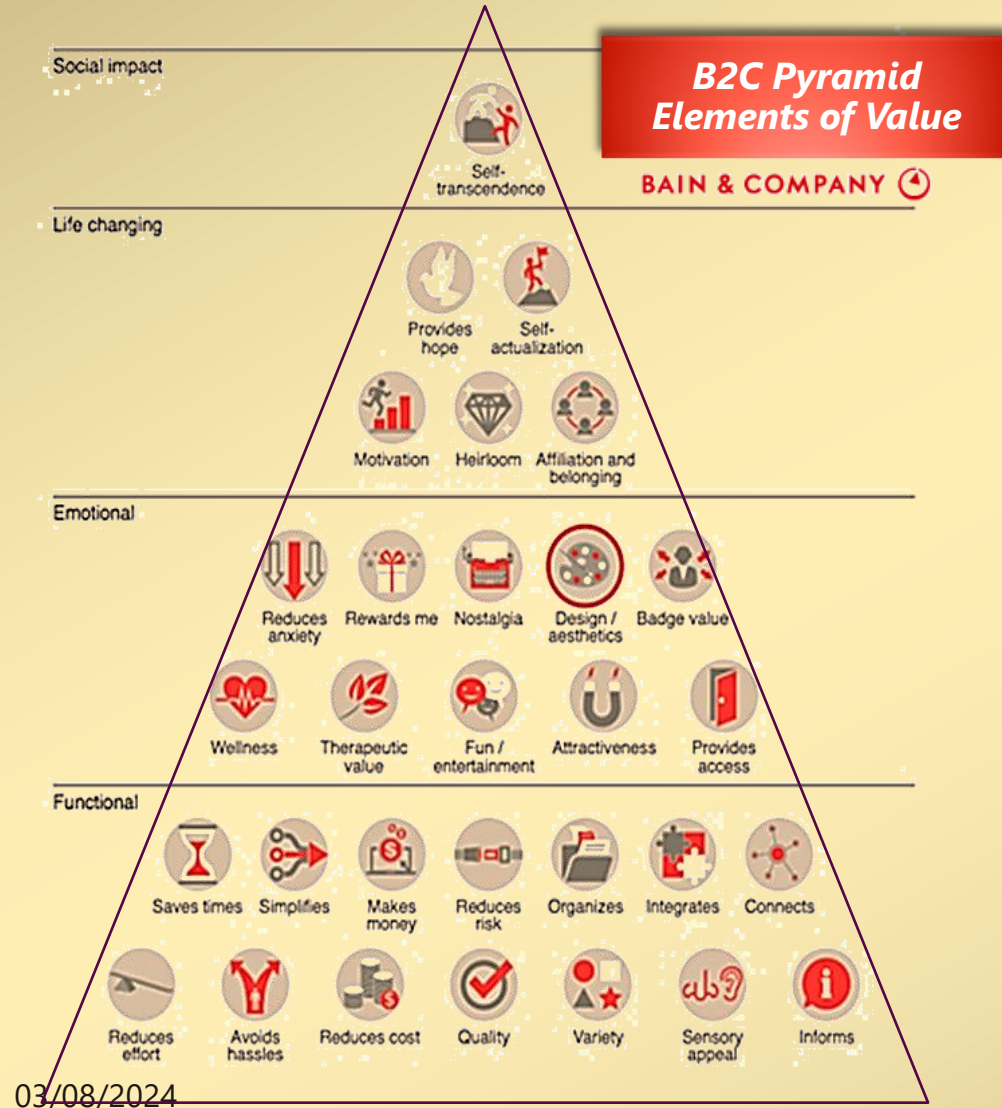 Social impact
B2C Pyramid
Elements of Value
BAIN & COMPANY
Self-
transcendence
Life changing
Provides
hope
Self-
actualization
Motivation
Heirloom
Affiliation and
belonging
Emotional
Reduces
anxiety
Rewards me
Nostalgia
Design /
aesthetics
Badge value
Wellness
Therapeutic
value
Fun /
entertainment
Attractiveness
Provides
access
Functional
Saves times
Simplifies
Makes
money
Reduces
risk
Organizes
Integrates
Connects
Reduces
effort
Avoids
hassles
Reduces cost
Quality
Variety
Sensory
appeal
Informs
03/08/2024